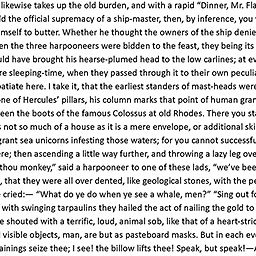 likewise takes up the old burden, and with a rapid “Dinner, Mr. Fla
d the official supremacy of a ship-master, then, by inference, you
mself to butter. Whether he thought the owners of the ship denie
en the three harpooneers were bidden to the feast, they being its
uld have brought his hearse-plumed head to the low carlines; at ev
re sleeping-time, when they passed through it to their own peculia
patiate here. I take it, that the earliest standers of mast-heads were
one of Hercules’ pillars, his column marks that point of human gran
een the boots of the famous Colossus at old Rhodes. There you sta
s not so much of a house as it is a mere envelope, or additional ski
grant sea unicorns infesting those waters; for you cannot successfu
re; then ascending a little way further, and throwing a lazy leg ove
thou monkey,” said a harpooneer to one of these lads, “we’ve bee
, that they were all over dented, like geological stones, with the pe
e cried:— “What do ye do when ye see a whale, men?” “Sing out fo
with swinging tarpaulins they hailed the act of nailing the gold to
e shouted with a terrific, loud, animal sob, like that of a heart-stric
l visible objects, man, are but as pasteboard masks. But in each eve
ainings seize thee; I see! the billow lifts thee! Speak, but speak!—A